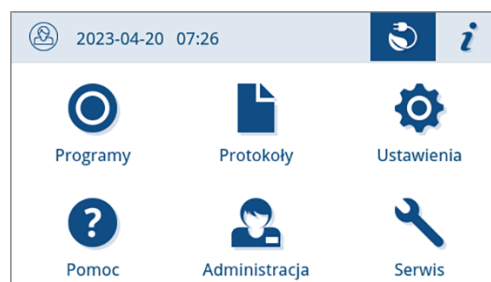 2023-04-20 07:26 i
Programy Protokoły Ustawienia
?
Pomoc Administracja Serwis